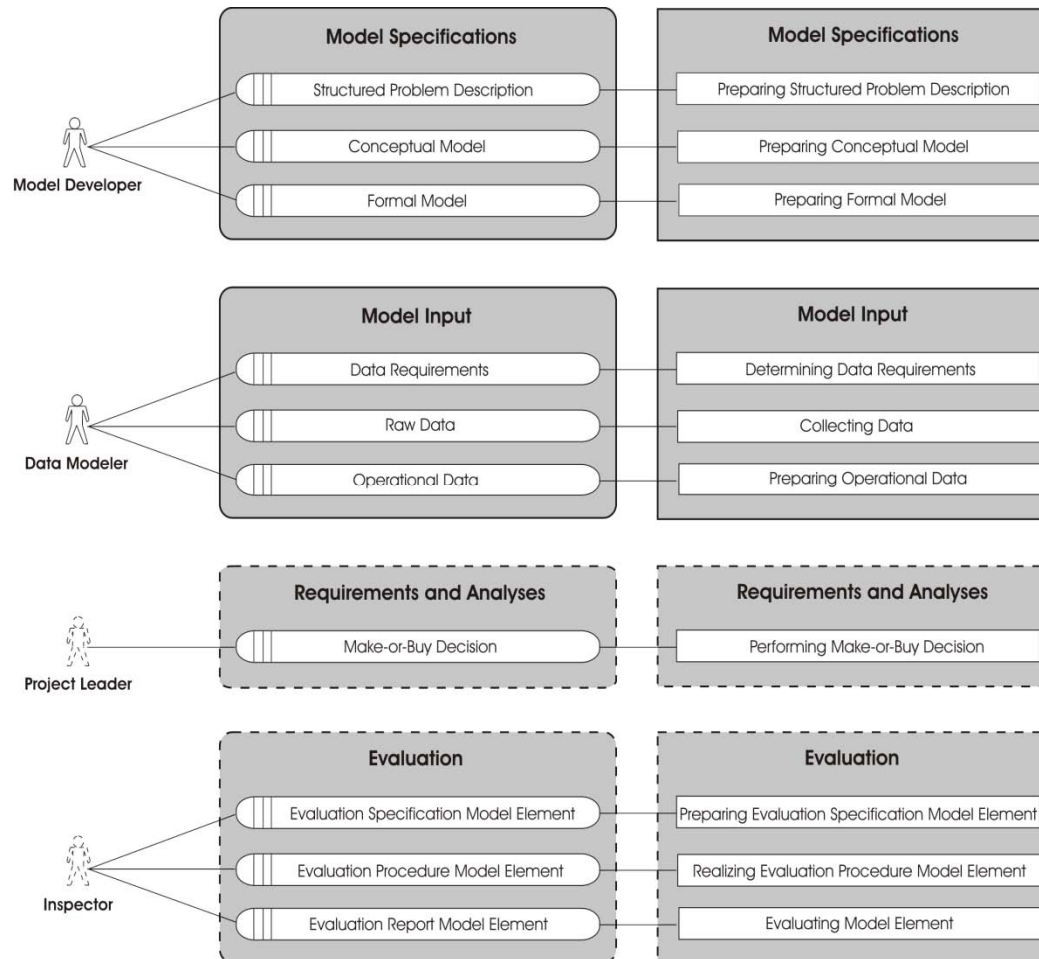 Model Specifications
Model Specifications
Structured Problem Description
Preparing Structured Problem Description
Conceptual Model
Preparing Conceptual Model
Model Developer
Formal Model
Preparing Formal Model
Model Input
Model Input
Data Requirements
Determining Data Requirements
Raw Data
Collecting Data
Data Modeler
Operational Data
Preparing Operational Data
Requirements and Analyses
Requirements and Analyses
Make-or-Buy Decision
Performing Make-or-Buy Decision
Project Leader
Evaluation
Evaluation
Evaluation Specification Model Element
Preparing Evaluation Specification Model Element
Evaluation Procedure Model Element
Realizing Evaluation Procedure Model Element
Inspector
Evaluation Report Model Element
Evaluating Model Element